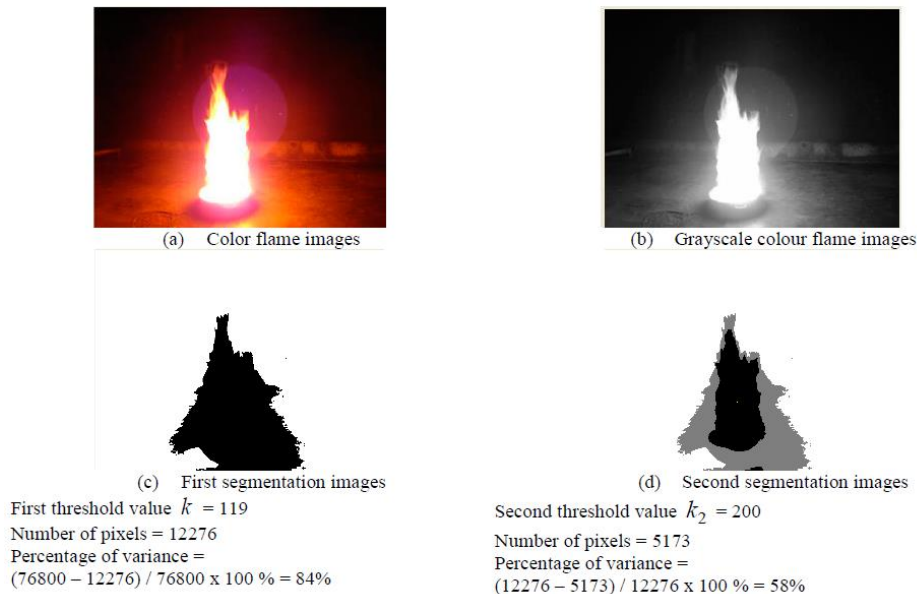 (a) Color flame images
(b) Grayscale colour flame images
(c) First segmentation images
First threshold value k = 119
Number of pixels = 12276
Percentage of variance =
(76800 – 12276) / 76800 x 100 % = 84%
(d) Second segmentation images
Second threshold value k₂ = 200
Number of pixels = 5173
Percentage of variance =
(12276 – 5173) / 12276 x 100 % = 58%